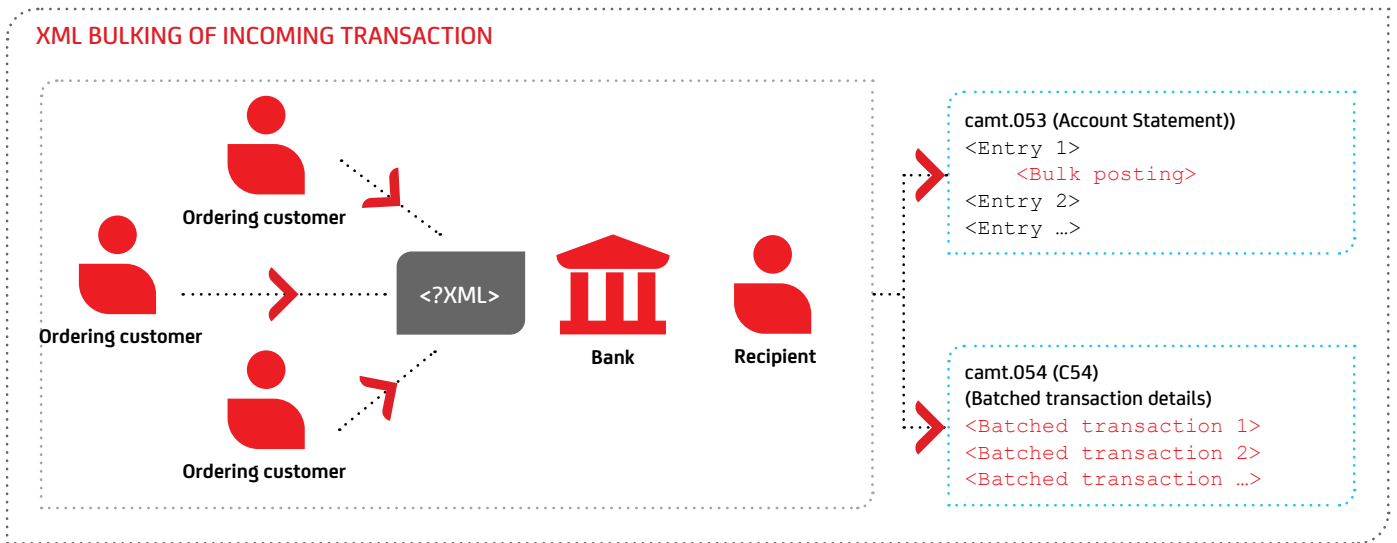 XML BULKING OF INCOMING TRANSACTION
Ordering customer
Ordering customer
Ordering customer
<?XML>
Bank
Recipient
camt.053 (Account Statement))
<Entry 1>
<Bulk posting>
<Entry 2>
<Entry …>
camt.054 (C54)
(Batched transaction details)
<Batched transaction 1>
<Batched transaction 2>
<Batched transaction …>